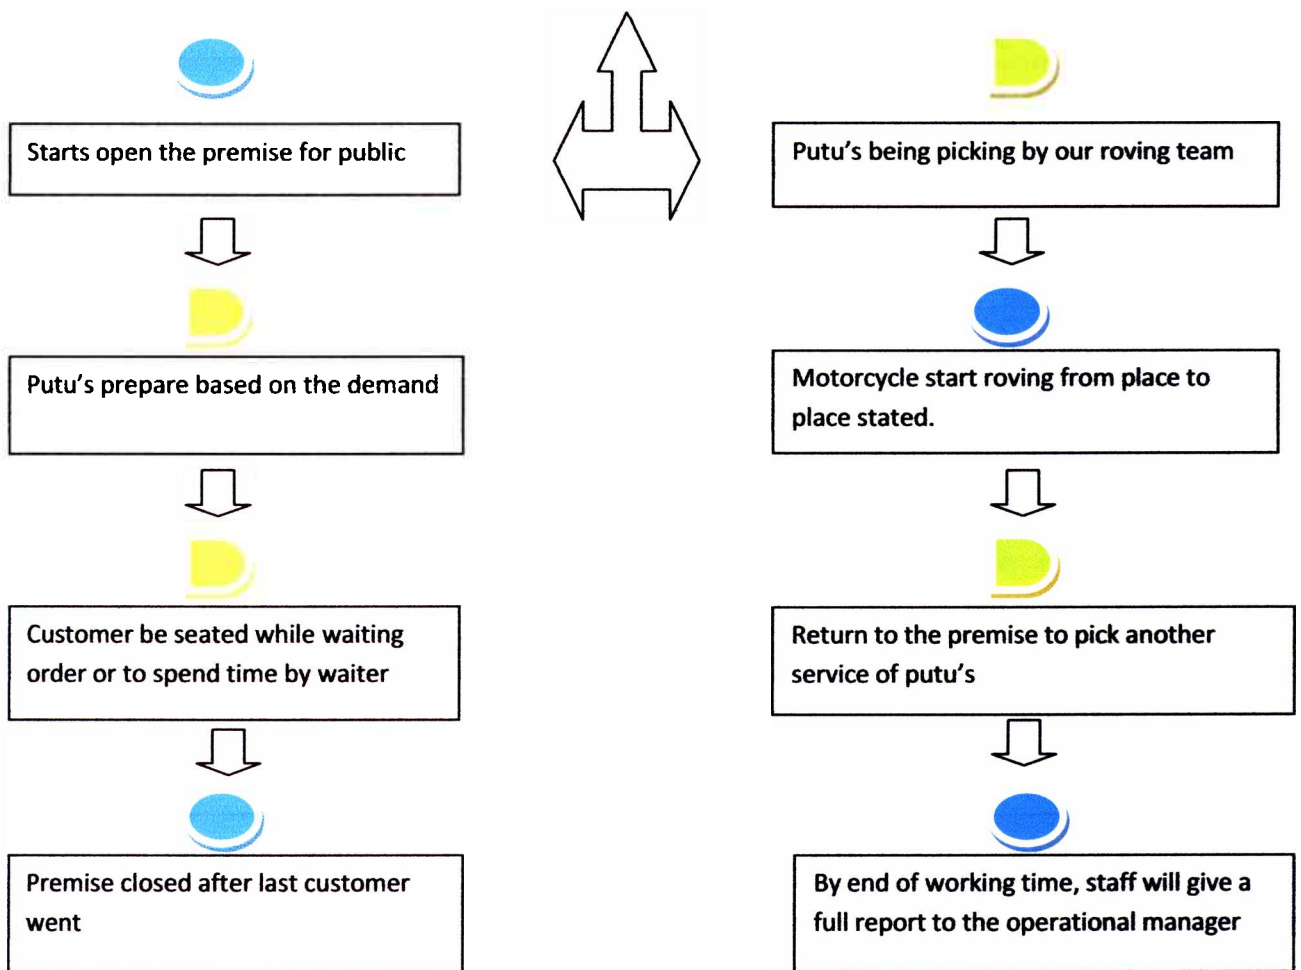 Starts open the premise for public
Putu's prepare based on the demand
Customer be seated while waiting
order or to spend time by waiter
Premise closed after last customer
went
Putu's being picking by our roving team
Motorcycle start roving from place to
place stated.
Return to the premise to pick another
service of putu's
By end of working time, staff will give a
full report to the operational manager